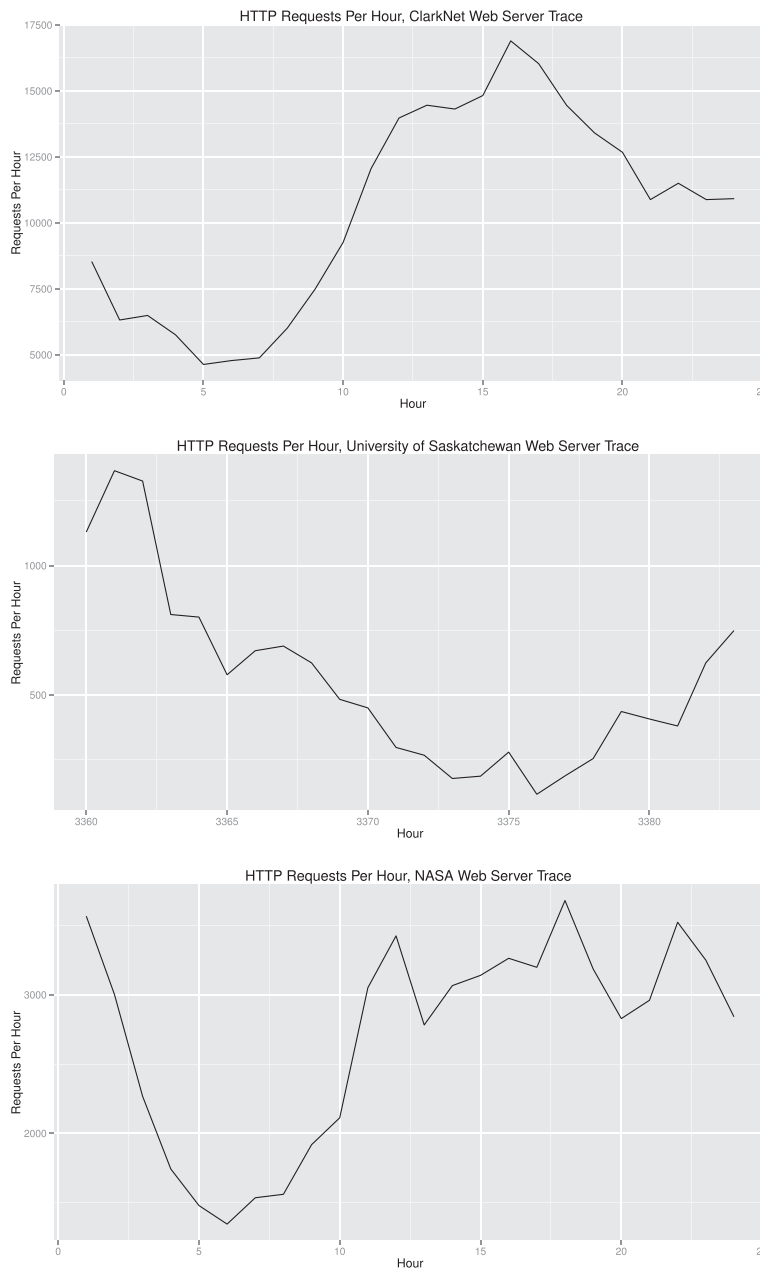 HTTP Requests Per Hour, ClarkNet Web Server Trace
17500
15000
12500
10000
7500
5000
Requests Per Hour
0 5 10 15 20 2
Hour
HTTP Requests Per Hour, University of Saskatchewan Web Server Trace
1000
500
Requests Per Hour
3360 3365 3370 3375 3380
Hour
HTTP Requests Per Hour, NASA Web Server Trace
3000
2000
Requests Per Hour
0 5 10 15 20 2
Hour